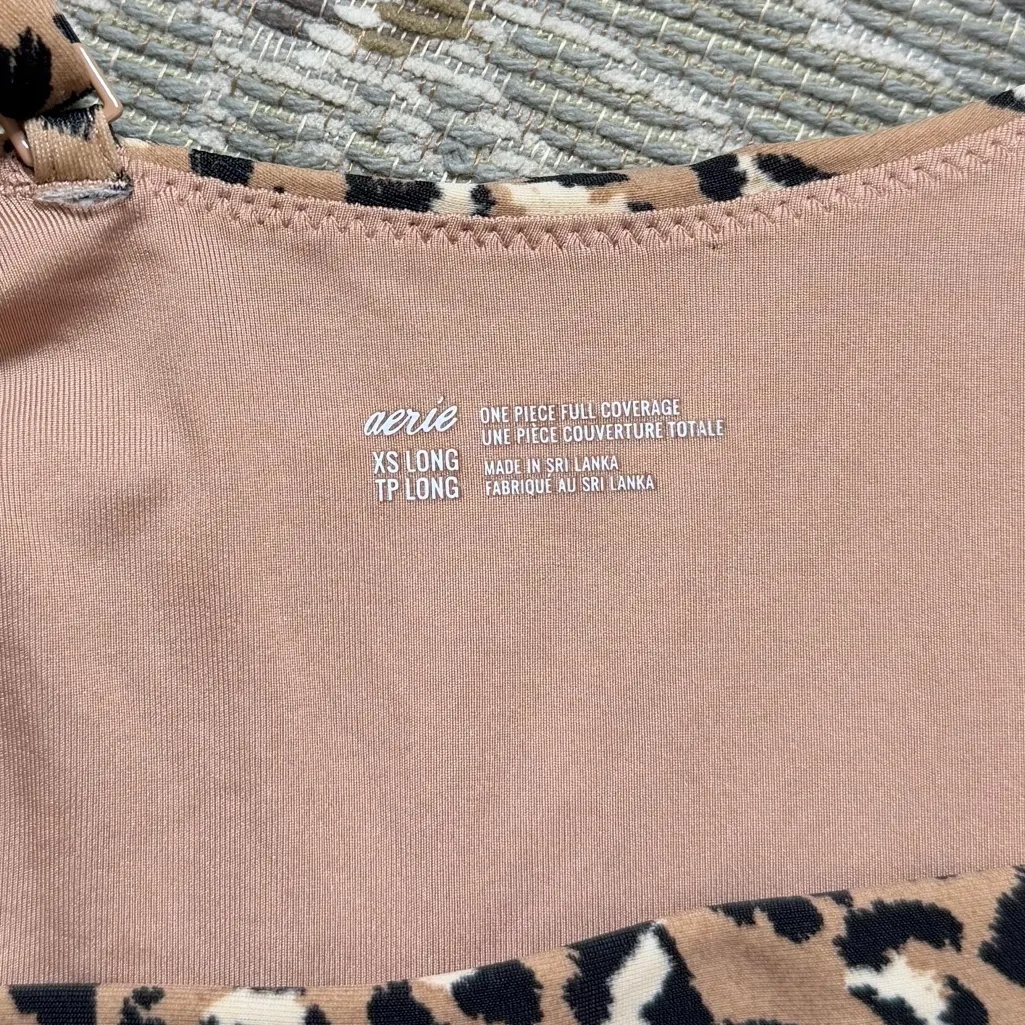 aerie ONE PIECE FULL COVERAGE
UNE PIÈCE COUVERTURE TOTALE
XS LONG MADE IN SRI LANKA
TP LONG FABRIQUÉ AU SRI LANKA